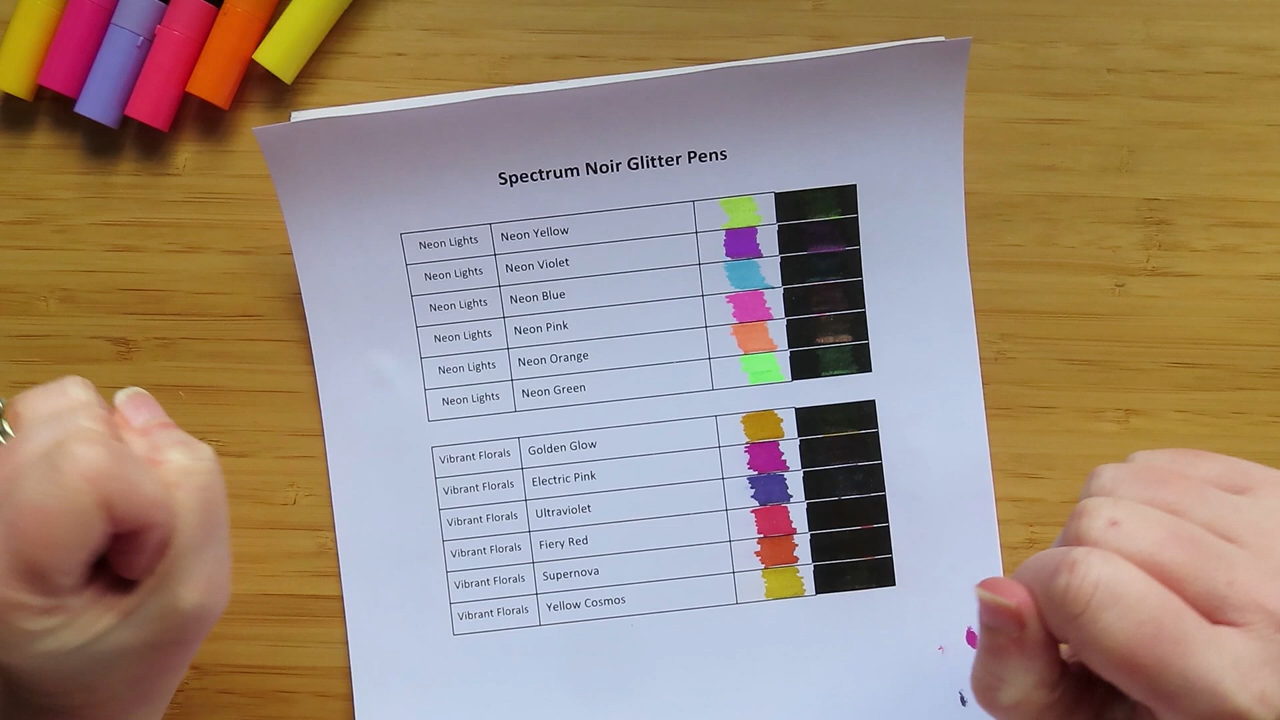 Spectrum Noir Glitter Pens
Neon Lights Neon Yellow
Neon Lights Neon Violet
Neon Lights Neon Blue
Neon Lights Neon Pink
Neon Lights Neon Orange
Neon Lights Neon Green
Vibrant Florals Golden Glow
Vibrant Florals Electric Pink
Vibrant Florals Ultraviolet
Vibrant Florals Fiery Red
Vibrant Florals Supernova
Vibrant Florals Yellow Cosmos